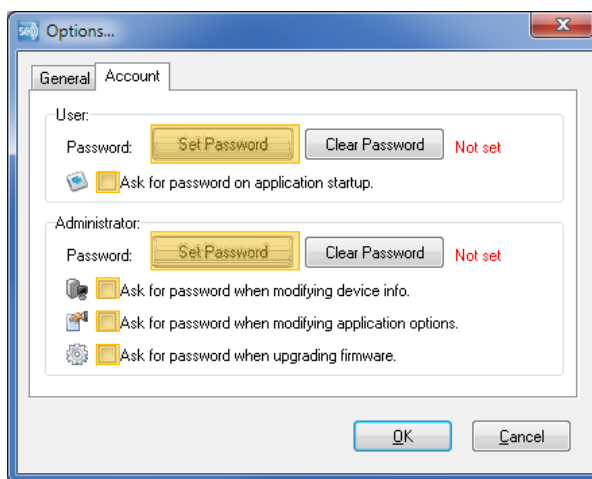 SG Options...
General Account
User:
Password: Set Password Clear Password Not set
Ask for password on application startup.
Administrator:
Password: Set Password Clear Password Not set
Ask for password when modifying device info.
Ask for password when modifying application options.
Ask for password when upgrading firmware.
OK Cancel